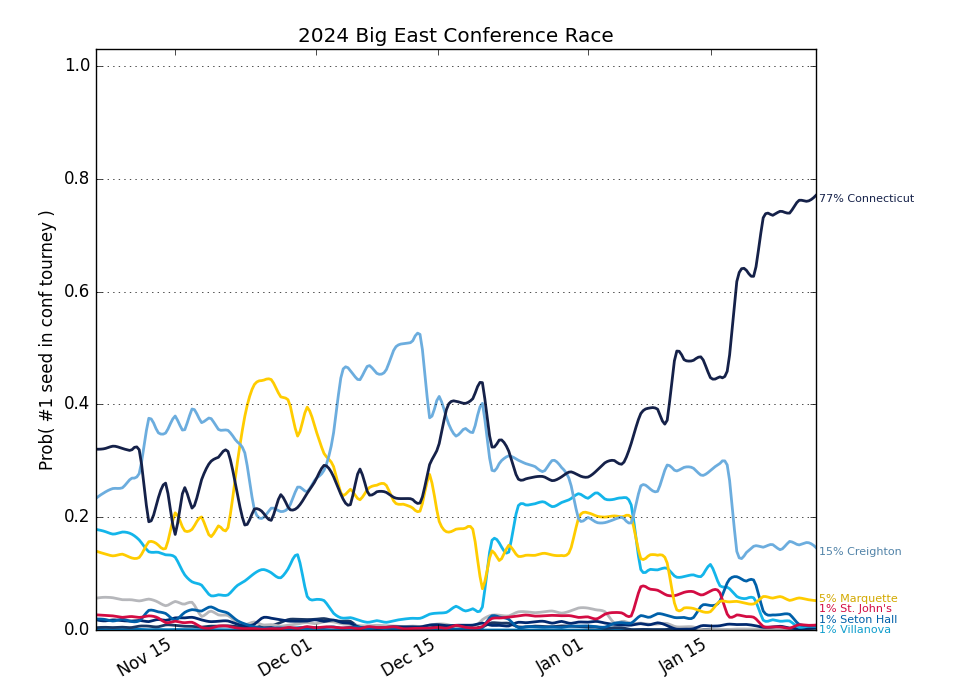 2024 Big East Conference Race
Prob( #1 seed in conf tourney )
1.0
0.8
0.6
0.4
0.2
0.0
Nov 15
Dec 01
Dec 15
Jan 01
Jan 15
77% Connecticut
15% Creighton
5% Marquette
1% St. John's
1% Seton Hall
1% Villanova